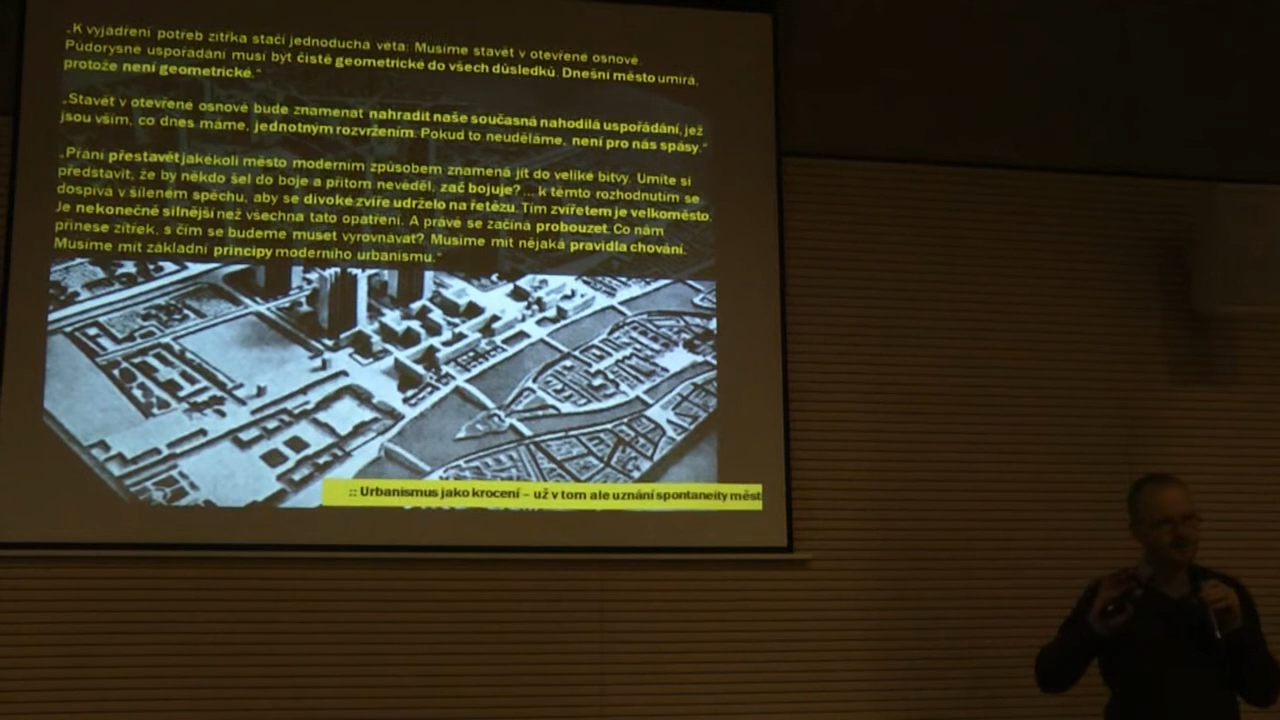 „K vyjádření potřeb zítřka stačí jednoduchá věta: Musíme stavět v otevřené osnově.
Půdorysné uspořádání musí být čistě geometrické do všech důsledků. Dnešní město umírá,
protože není geometrické.“
„Stavět v otevřené osnově bude znamenat nahradit naše současná nahodilá uspořádání, jež
jsou vším, co dnes máme, jednotným rozvržením. Pokud to neuděláme, není pro nás spásy.“
„Přání přestavět jakékoli město moderním způsobem znamená jít do veliké bitvy. Umíte si
představit, že by někdo šel do boje a přitom nevěděl, zač bojuje? ... k těmto rozhodnutím se
dospívá v šíleném spěchu, aby se divoké zvíře udrželo na řetězu. Tím zvířetem je velkoměsto.
Je nekonečně silnější než všechna tato opatření. A právě se začíná probouzet. Co nám
přinese zítřek, s čím se budeme muset vyrovnávat? Musíme mít nějaká pravidla chování.
Musíme mít základní principy moderního urbanismu.“
:: Urbanismus jako krocení – už v tom ale uznání spontaneity měst